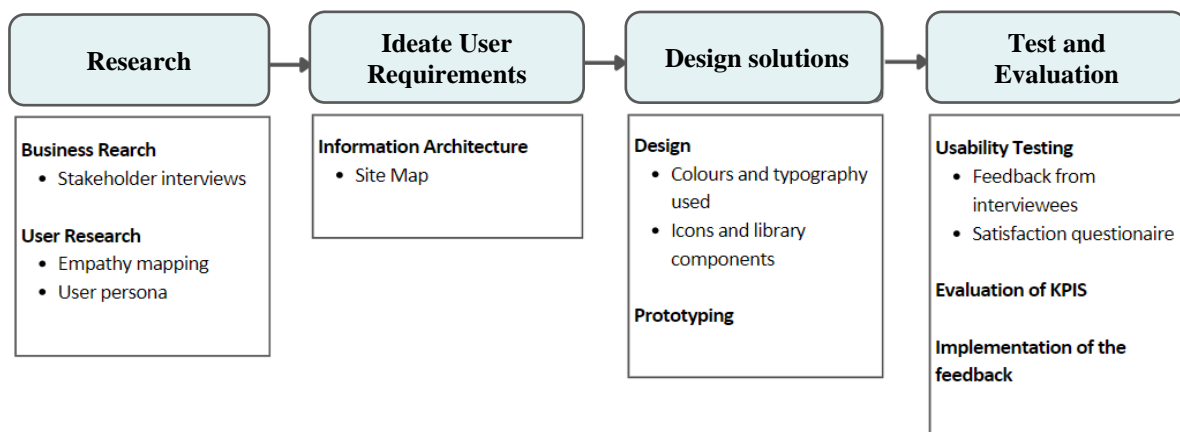 Research
Business Rearch
• Stakeholder interviews
User Research
• Empathy mapping
• User persona
Ideate User
Requirements
Information Architecture
• Site Map
Design solutions
Design
• Colours and typography
used
• Icons and library
components
Prototyping
Test and
Evaluation
Usability Testing
• Feedback from
interviewees
• Satisfaction questionaire
Evaluation of KPIS
Implementation of the
feedback